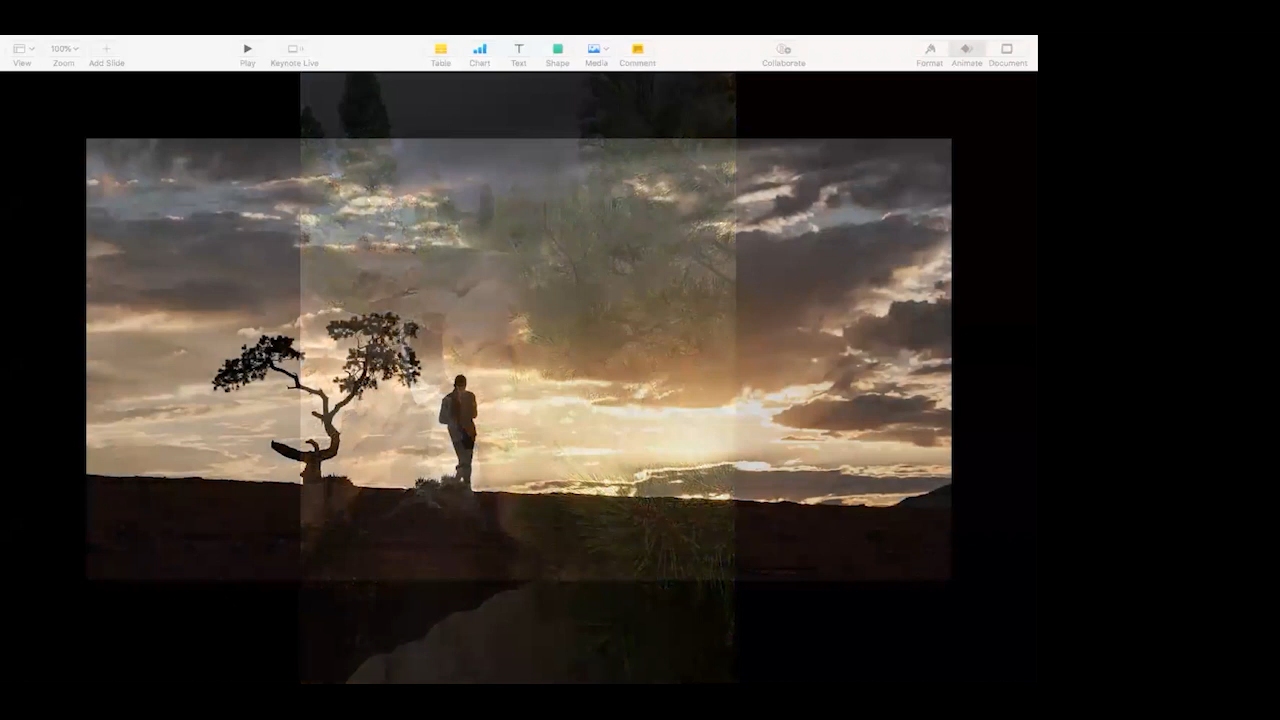 View
Zoom
Add Slide
Play
Keynote Live
Table
Chart
Text
Shape
Media
Comment
Collaborate
Format
Animate
Document
100%